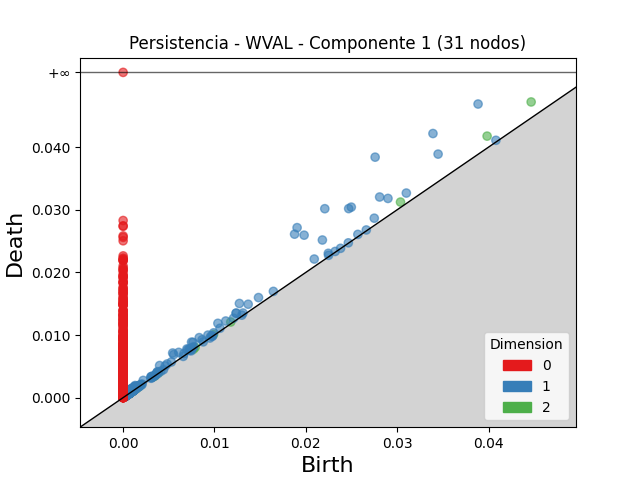 Persistencia - WVAL - Componente 1 (31 nodos)
+∞
0.040
0.030
0.020
0.010
0.000
Death
0.00 0.01 0.02 0.03 0.04
Birth
Dimension
0
1
2